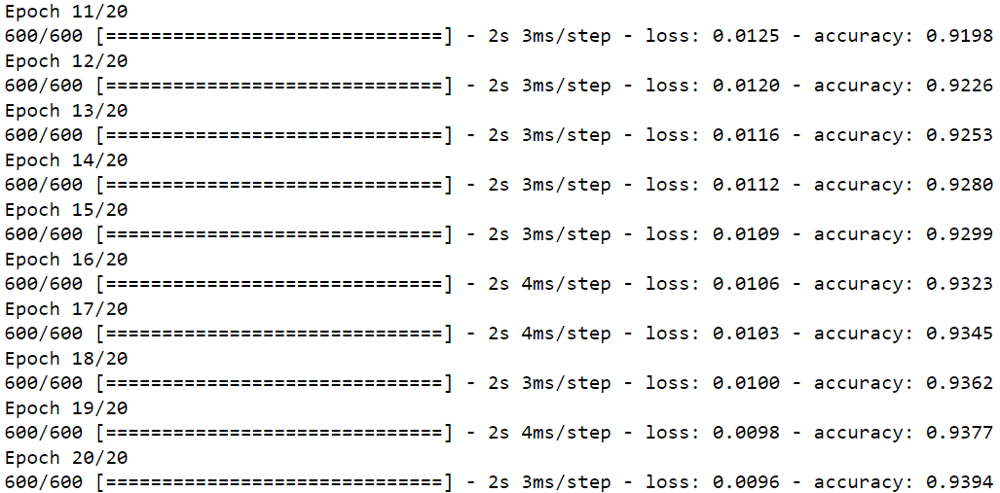 Epoch 11/20
600/600 [==============================] - 2s 3ms/step - loss: 0.0125 - accuracy: 0.9198
Epoch 12/20
600/600 [==============================] - 2s 3ms/step - loss: 0.0120 - accuracy: 0.9226
Epoch 13/20
600/600 [==============================] - 2s 3ms/step - loss: 0.0116 - accuracy: 0.9253
Epoch 14/20
600/600 [==============================] - 2s 3ms/step - loss: 0.0112 - accuracy: 0.9280
Epoch 15/20
600/600 [==============================] - 2s 3ms/step - loss: 0.0109 - accuracy: 0.9299
Epoch 16/20
600/600 [==============================] - 2s 4ms/step - loss: 0.0106 - accuracy: 0.9323
Epoch 17/20
600/600 [==============================] - 2s 4ms/step - loss: 0.0103 - accuracy: 0.9345
Epoch 18/20
600/600 [==============================] - 2s 3ms/step - loss: 0.0100 - accuracy: 0.9362
Epoch 19/20
600/600 [==============================] - 2s 4ms/step - loss: 0.0098 - accuracy: 0.9377
Epoch 20/20
600/600 [==============================] - 2s 3ms/step - loss: 0.0096 - accuracy: 0.9394